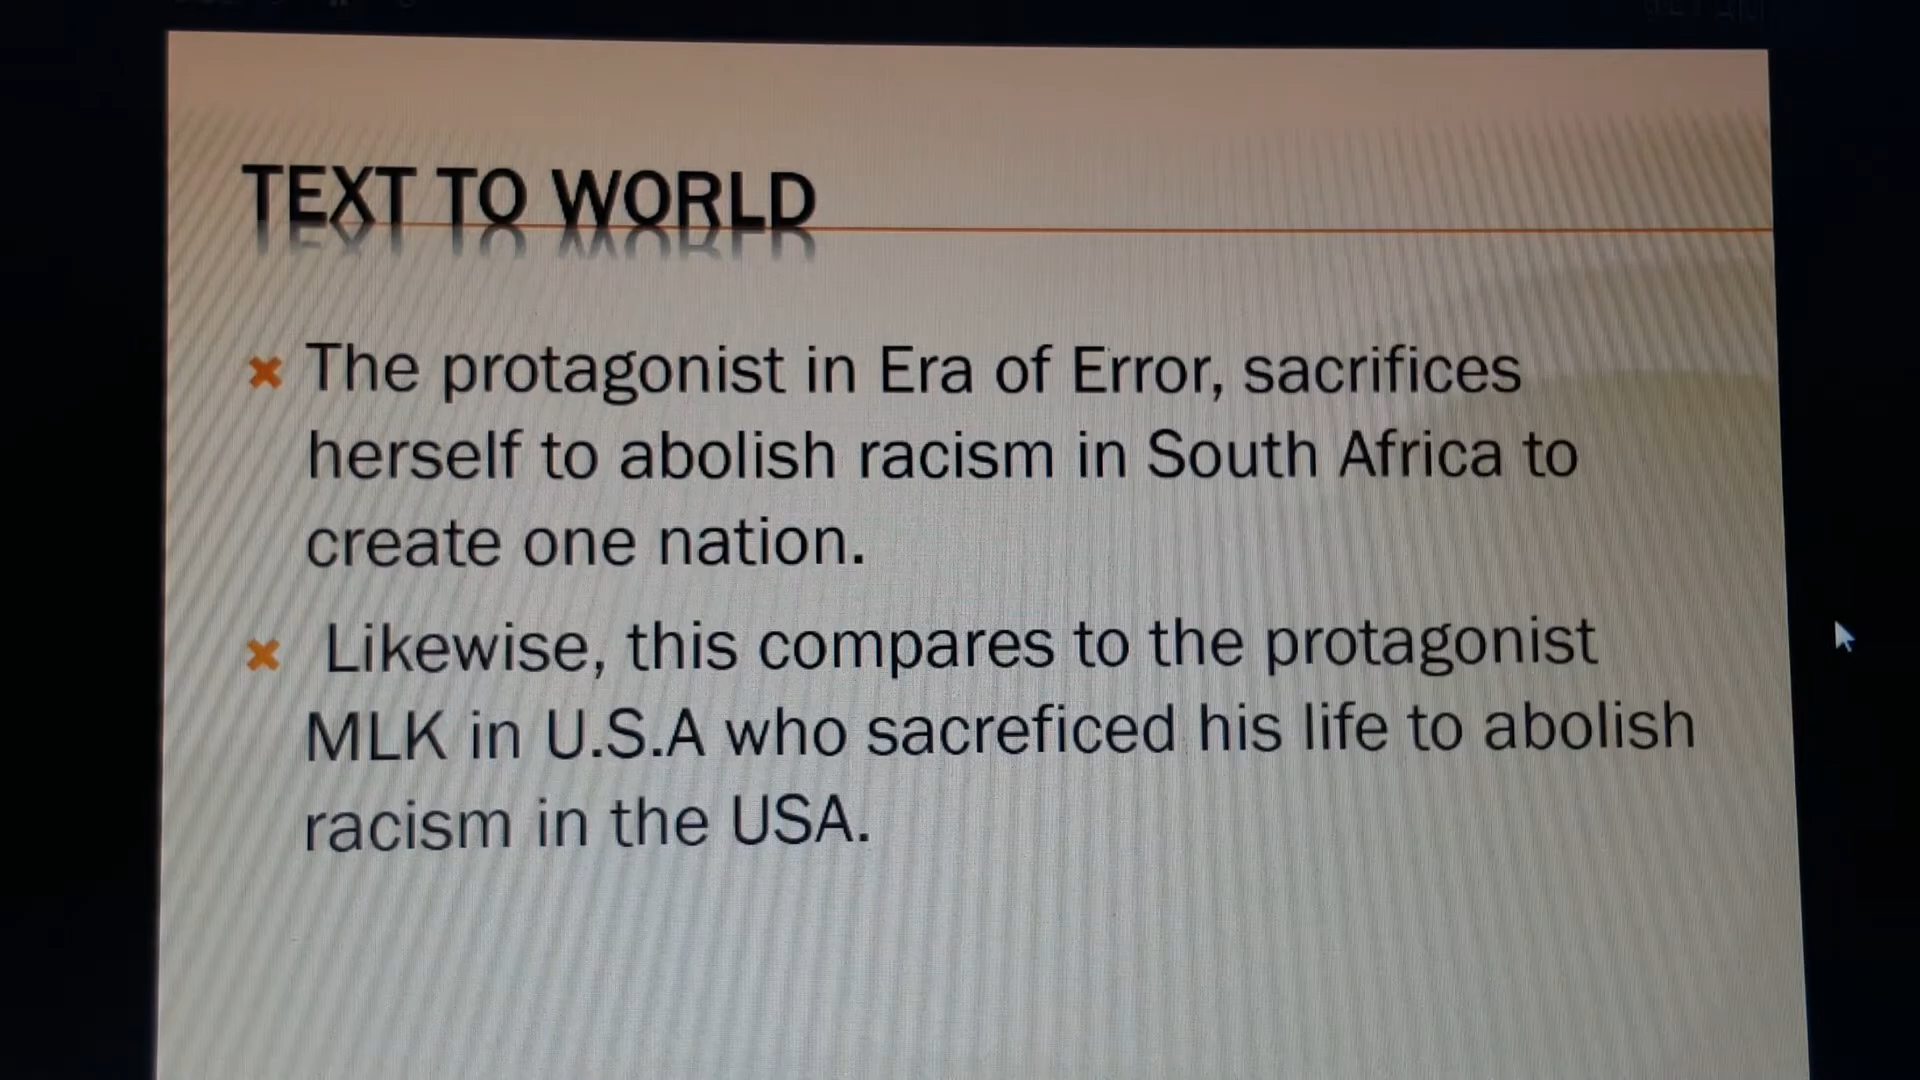 TEXT TO WORLD
The protagonist in Era of Error, sacrifices
herself to abolish racism in South Africa to
create one nation.
Likewise, this compares to the protagonist
MLK in U.S.A who sacreficed his life to abolish
racism in the USA.